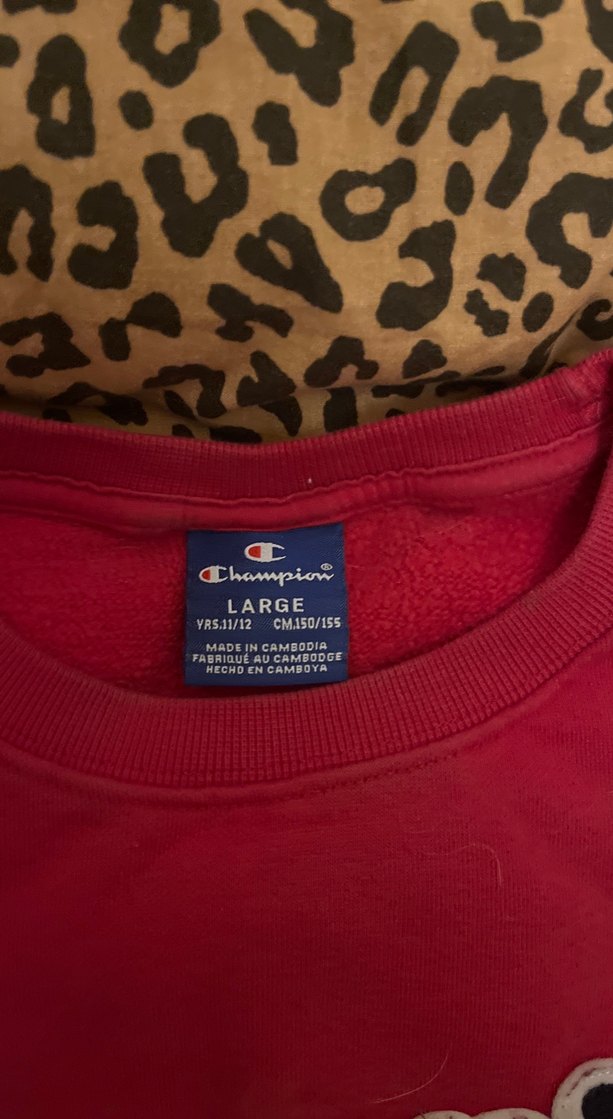 Champion®
LARGE
YRS.11/12 CM.150/155
MADE IN CAMBODIA
FABRIQUÉ AU CAMBODGE
HECHO EN CAMBOYA